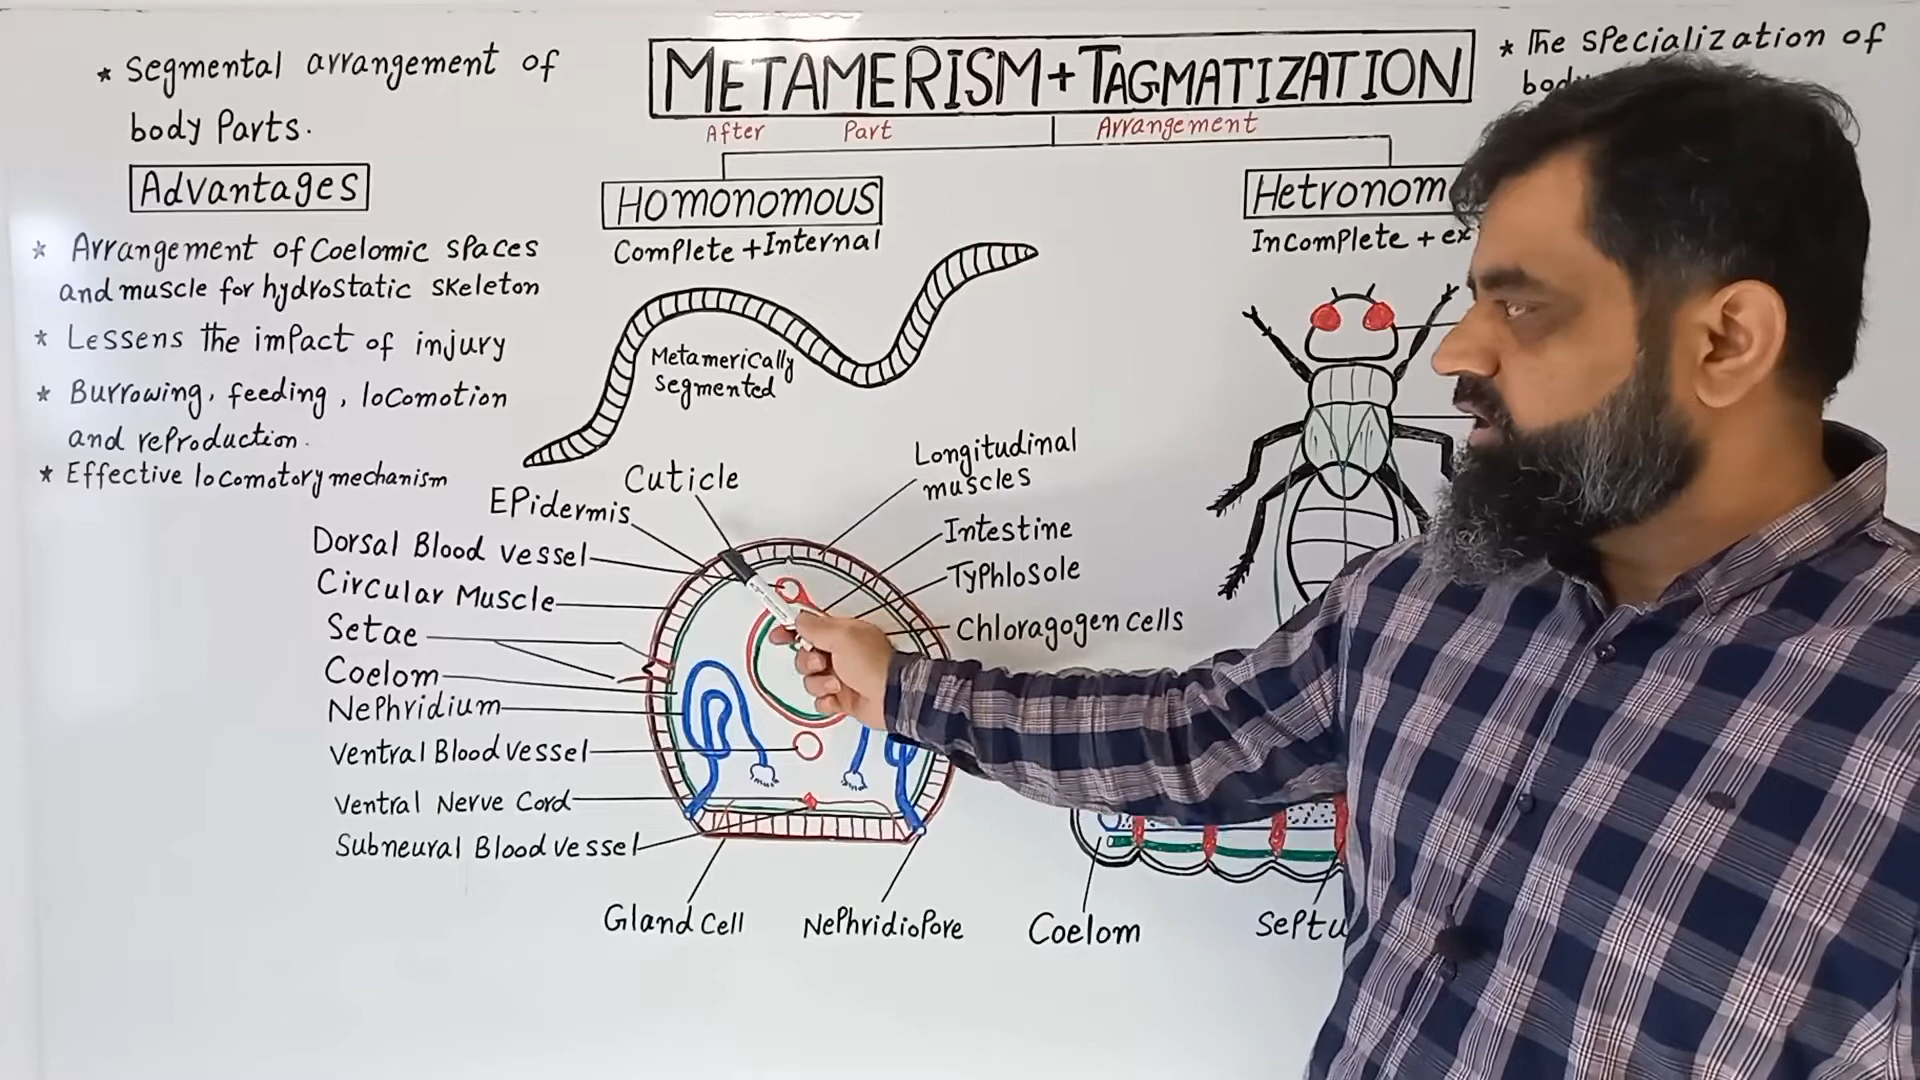 * Segmental arrangement of
body Parts.
Advantages
* Arrangement of Coelomic spaces
and muscle for hydrostatic skeleton
* Lessens the impact of injury
* Burrowing, feeding, locomotion
and reproduction.
* Effective locomotory mechanism
METAMERISM + TAGMATIZATION
After Part Arrangement
* The specialization of
Homonomous
Complete + Internal
Metamerically
segmented
Incomplete +
Cuticle
Epidermis
Dorsal Blood vessel
Circular Muscle
Setae
Coelom
Nephridium
Ventral Blood vessel
Ventral Nerve Cord
Subneural Blood vessel
Longitudinal
muscles
Intestine
Typhlosole
Chloragogen cells
Gland Cell
Nephridiopore
Coelom